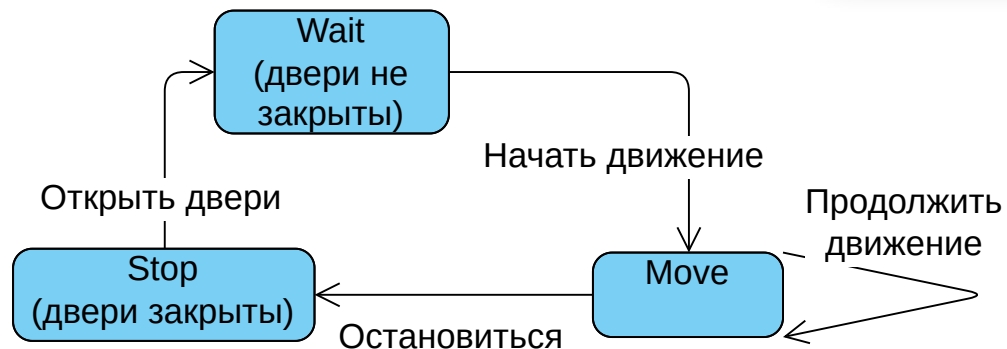 Wait
(двери не
закрыты)
Начать движение
Открыть двери
Продолжить
движение
Stop
(двери закрыты)
Move
Остановиться